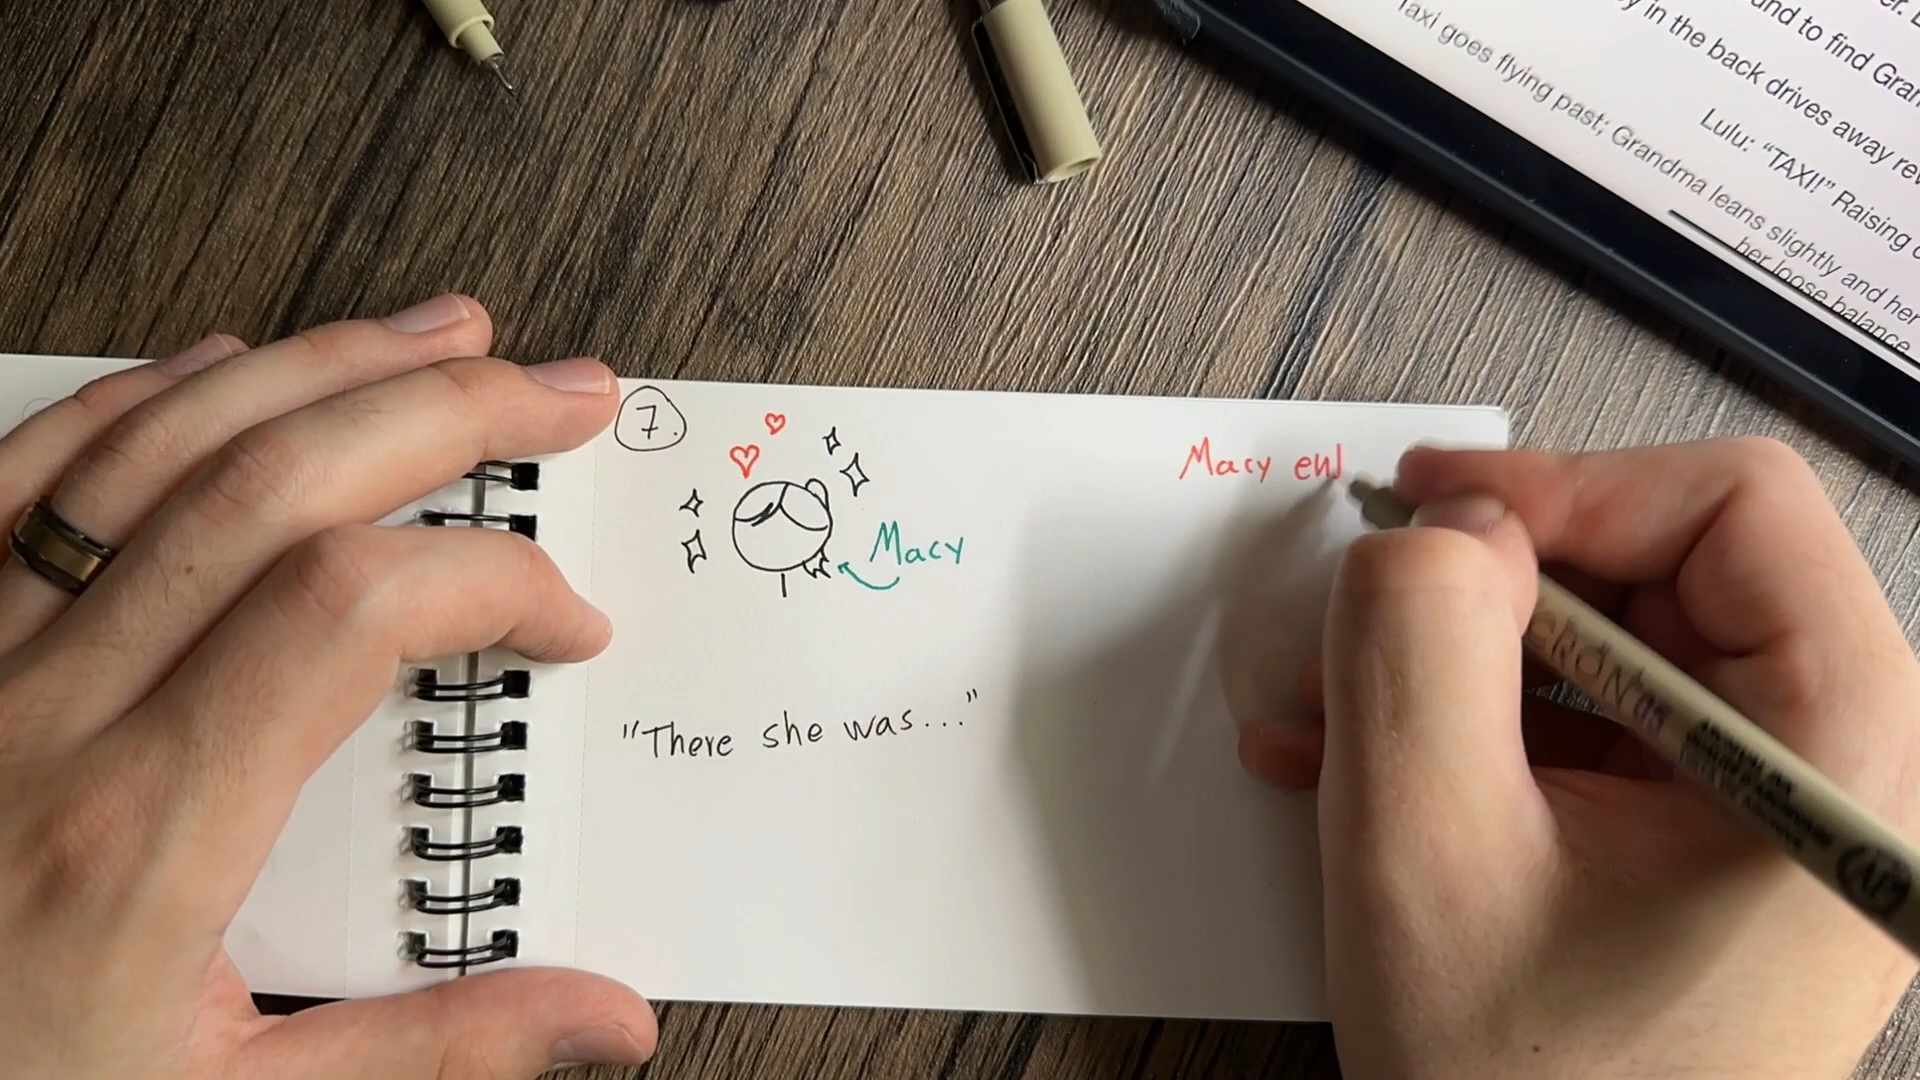 7.
Macy
"There she was..."
Macy
und to find Gran
in the back drives away
Lulu: "TAXI!" Raising
Taxi goes flying past; Grandma leans slightly and her
her loose balance